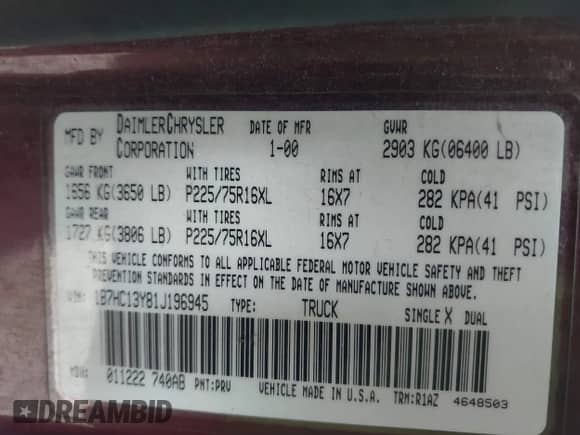 MFD BY DAIMLERCHRYSLER CORPORATION DATE OF MFR 1-00 GVWR 2903 KG(06400 LB)
GAWR FRONT WITH TIRES RIMS AT COLD
1656 KG(3650 LB) P225/75R16XL 16X7 282 KPA(41 PSI)
GAWR REAR WITH TIRES RIMS AT COLD
1727 KG(3806 LB) P225/75R16XL 16X7 282 KPA(41 PSI)
THIS VEHICLE CONFORMS TO ALL APPLICABLE FEDERAL MOTOR VEHICLE SAFETY AND THEFT
PREVENTION STANDARDS IN EFFECT ON THE DATE OF MANUFACTURE SHOWN ABOVE.
VIN: 1B7HC13Y81J196945 TYPE: TRUCK SINGLE X DUAL
MDH: 011222 740AB PNT:PRV VEHICLE MADE IN U.S.A. TRM:R1AZ 4648503
DREAMBID